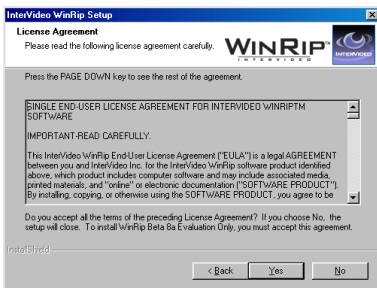 InterVideo WinRip Setup
License Agreement
Please read the following license agreement carefully.
WINRIP™
INTERVIDEO
INTERVIDEO
Press the PAGE DOWN key to see the rest of the agreement.
SINGLE END-USER LICENSE AGREEMENT FOR INTERVIDEO WINRIPTM
SOFTWARE
IMPORTANT-READ CAREFULLY.
This InterVideo WinRip End-User License Agreement ("EULA") is a legal AGREEMENT
between you and InterVideo Inc. for the InterVideo software product identified
above, which product includes computer software and may include associated media,
printed materials, and "online" or electronic documentation ("SOFTWARE PRODUCT").
By installing, copying, or otherwise using the SOFTWARE PRODUCT, you agree to be
Do you accept all the terms of the preceding License Agreement? If you choose No, the
setup will close. To install WinRip Beta 8a Evaluation Only, you must accept this agreement.
InstallShield
< Back
Yes
No